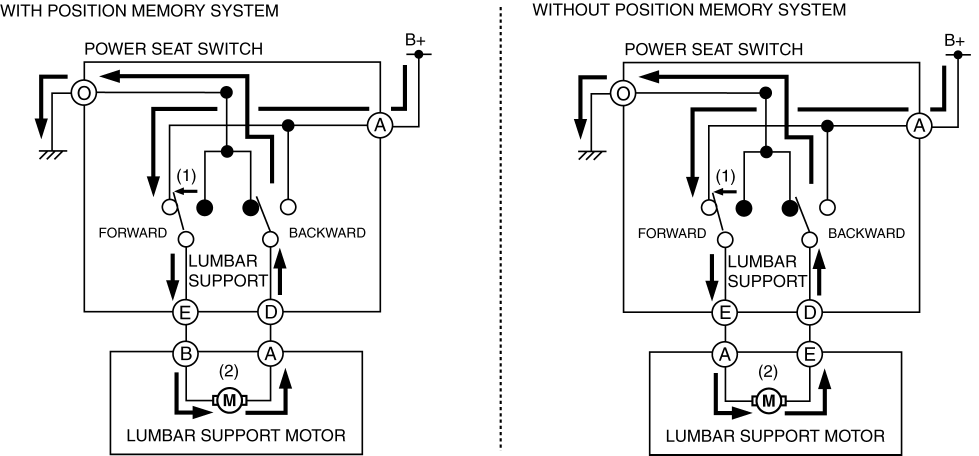 WITH POSITION MEMORY SYSTEM
POWER SEAT SWITCH
B+
O
A
(1)
FORWARD
BACKWARD
LUMBAR
SUPPORT
E
D
B
A
(2)
M
LUMBAR SUPPORT MOTOR
WITHOUT POSITION MEMORY SYSTEM
POWER SEAT SWITCH
B+
O
A
(1)
FORWARD
BACKWARD
LUMBAR
SUPPORT
E
D
A
E
(2)
M
LUMBAR SUPPORT MOTOR